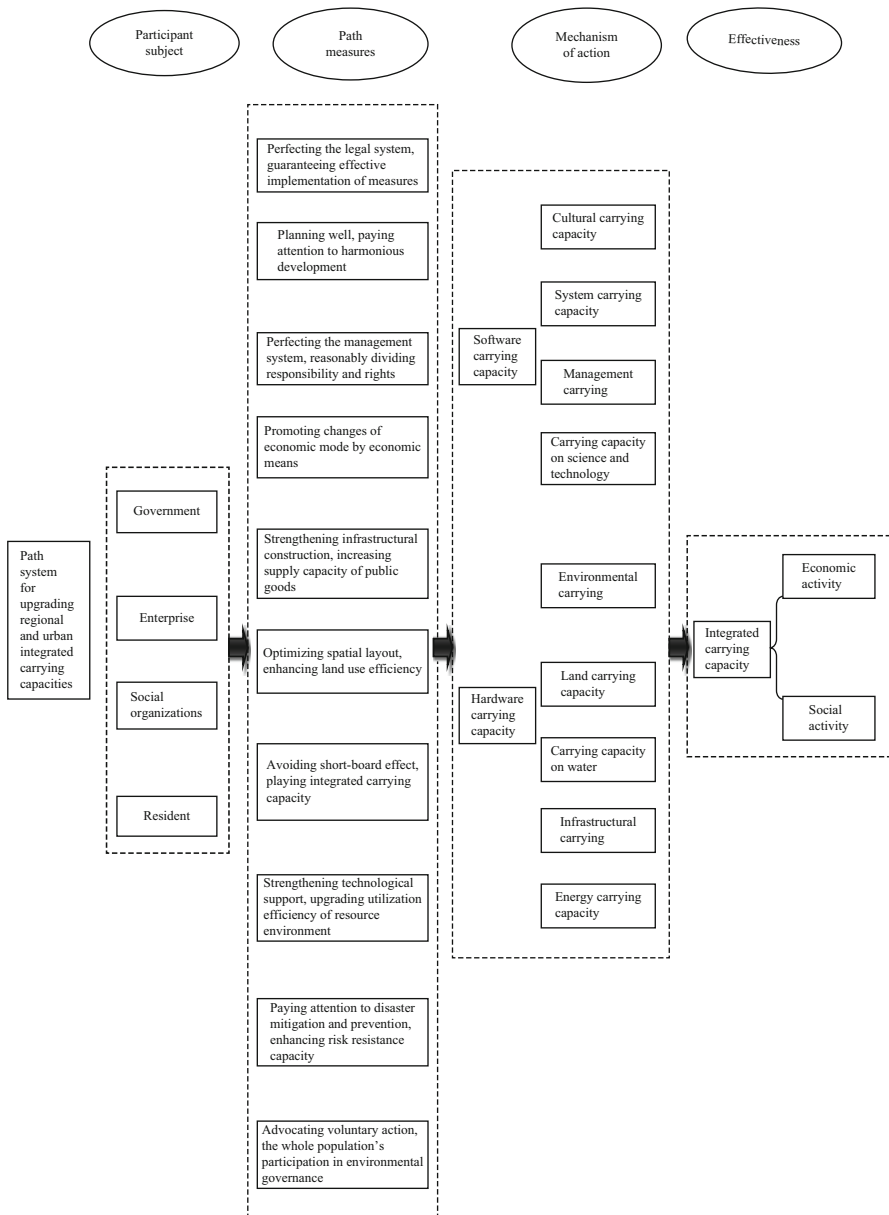 Participant
subject
Path
measures
Mechanism
of action
Effectiveness
Path
system
for
upgrading
regional
and urban
integrated
carrying
capacities
Government
Enterprise
Social
organizations
Resident
Perfecting the legal system,
guaranteeing effective
implementation of measures
Planning well, paying
attention to harmonious
development
Perfecting the management
system, reasonably dividing
responsibility and rights
Promoting changes of
economic mode by economic
means
Strengthening infrastructural
construction, increasing
supply capacity of public
goods
Optimizing spatial layout,
enhancing land use efficiency
Avoiding short-board effect,
playing integrated carrying
capacity
Strengthening technological
support, upgrading utilization
efficiency of resource
environment
Paying attention to disaster
mitigation and prevention,
enhancing risk resistance
capacity
Advocating voluntary action,
the whole population’s
participation in environmental
governance
Software
carrying
capacity
Cultural carrying
capacity
System carrying
capacity
Management
carrying
Carrying capacity
on science and
technology
Hardware
carrying
capacity
Environmental
carrying
Land carrying
capacity
Carrying capacity
on water
Infrastructural
carrying
Energy carrying
capacity
Integrated
carrying
capacity
Economic
activity
Social
activity